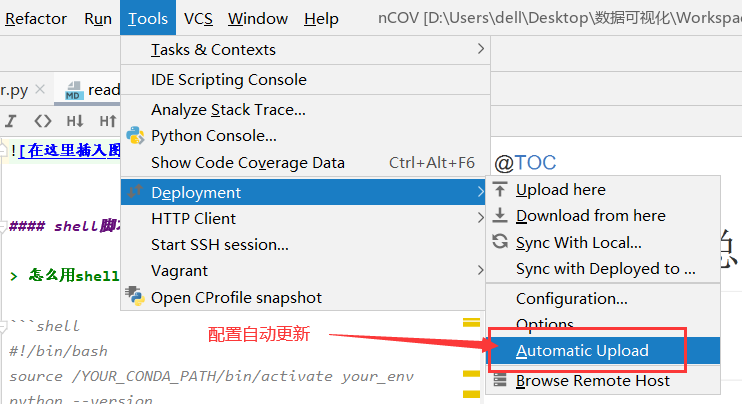 Refactor Run Tools VCS Window Help nCOV [D:\Users\dell\Desktop\数据可视化\Workspa
Tasks & Contexts
IDE Scripting Console
r.py read
Analyze Stack Trace...
Python Console...
Show Code Coverage Data Ctrl+Alt+F6
![在这里插入图
@TOC
Deployment
Upload here
Download from here
HTTP Client
#### shell脚
Start SSH session...
Sync With Local...
Vagrant
Sync with Deployed to ...
> 怎么用shell
Open CProfile snapshot
Configuration...
Options
```shell
配置自动更新
Automatic Upload
#!/bin/bash
source /YOUR_CONDA_PATH/bin/activate your_env
Browse Remote Host
python --version